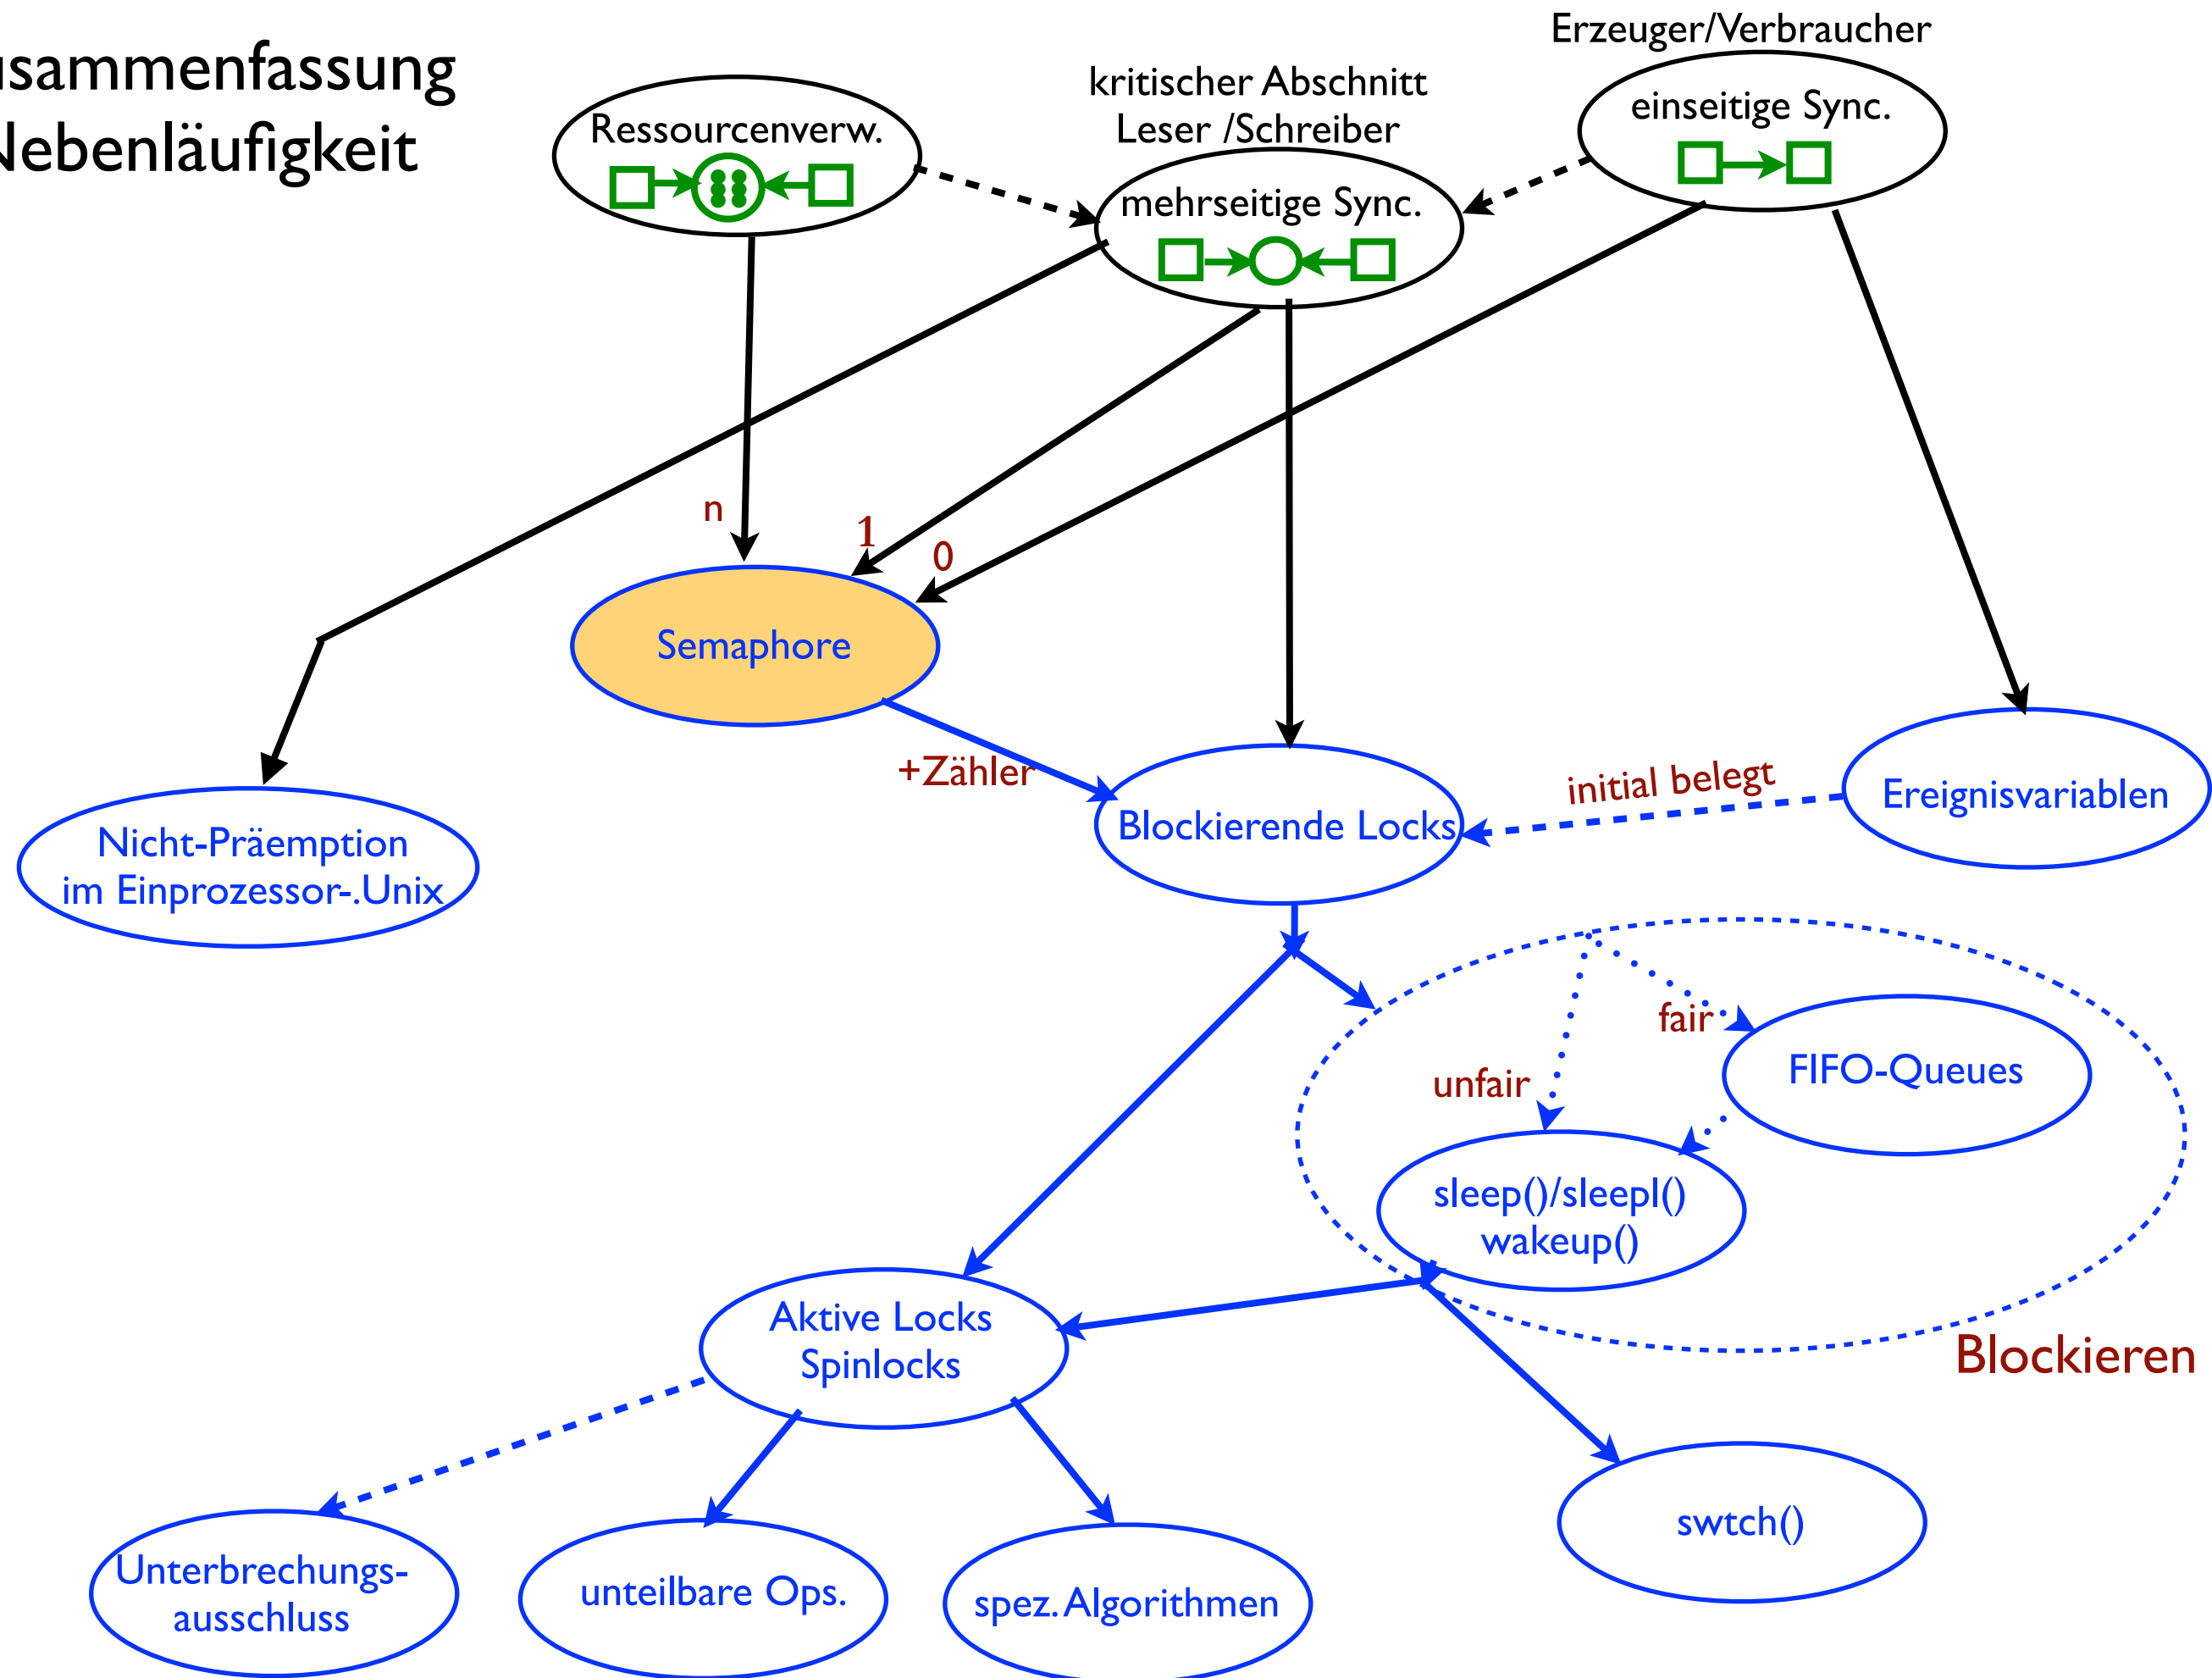 usammenfassung
Nebenläufigkeit
Erzeuger/Verbraucher
kritischer Abschnitt
Leser /Schreiber
Ressourcenverw.
mehrseitige Sync.
einseitige Sync.
n
1
0
Semaphore
+Zähler
Blockierende Locks
initial belegt
Ereignisvariablen
Nicht-Präemption
im Einprozessor-.Unix
fair
unfair
FIFO-Queues
sleep()/sleepl()
wakeup()
Blockieren
Aktive Locks
Spinlocks
swtch()
Unterbrechungs-
ausschluss
unteilbare Ops.
spez. Algorithmen